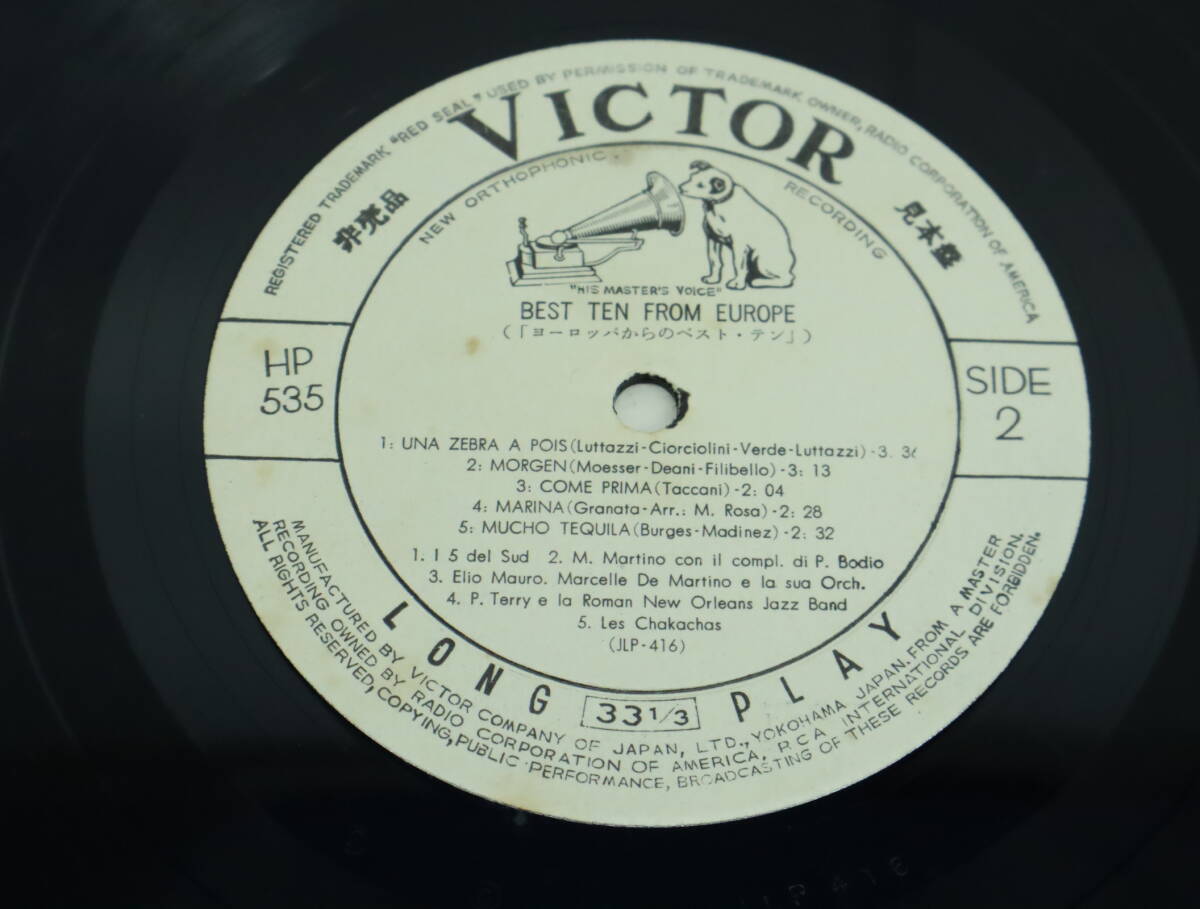 REGISTERED TRADEMARK "RED SEAL" USED BY PERMISSION OF TRADEMARK OWNER, RADIO CORPORATION OF AMERICA
VICTOR
非売品
見本盤
NEW ORTHOPHONIC RECORDING
"HIS MASTER'S VOICE"
BEST TEN FROM EUROPE
(「ヨーロッパからのベスト・テン」)
HP
535
SIDE
2
1: UNA ZEBRA A POIS (Luttazzi-Ciorciolini-Verde-Luttazzi)-3. 36
2: MORGEN (Moesser-Deani-Filibello)-3: 13
3: COME PRIMA (Taccani)-2: 04
4: MARINA (Granata-Arr.: M. Rosa)-2: 28
5: MUCHO TEQUILA (Burges-Madinez)-2: 32
1. I 5 del Sud 2. M. Martino con il compl. di P. Bodio
3. Elio Mauro. Marcelle De Martino e la sua Orch.
4. P. Terry e la Roman New Orleans Jazz Band
5. Les Chakachas
(JLP-416)
LONG 33 1/3 PLAY
MANUFACTURED BY VICTOR COMPANY OF JAPAN, LTD., YOKOHAMA, JAPAN. FROM A MASTER
RECORDING OWNED BY RADIO CORPORATION OF AMERICA, RCA INTERNATIONAL DIVISION.
ALL RIGHTS RESERVED, COPYING, PUBLIC PERFORMANCE, BROADCASTING OF THESE RECORDS ARE FORBIDDEN.